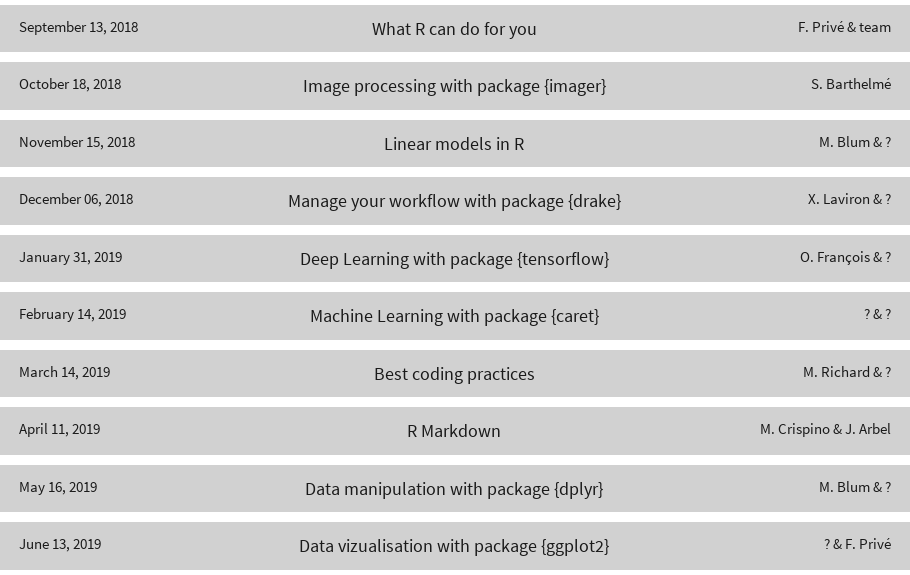 September 13, 2018 What R can do for you F. Privé & team
October 18, 2018 Image processing with package {imager} S. Barthelmé
November 15, 2018 Linear models in R M. Blum & ?
December 06, 2018 Manage your workflow with package {drake} X. Laviron & ?
January 31, 2019 Deep Learning with package {tensorflow} O. François & ?
February 14, 2019 Machine Learning with package {caret} ? & ?
March 14, 2019 Best coding practices M. Richard & ?
April 11, 2019 R Markdown M. Crispino & J. Arbel
May 16, 2019 Data manipulation with package {dplyr} M. Blum & ?
June 13, 2019 Data vizualisation with package {ggplot2} ? & F. Privé